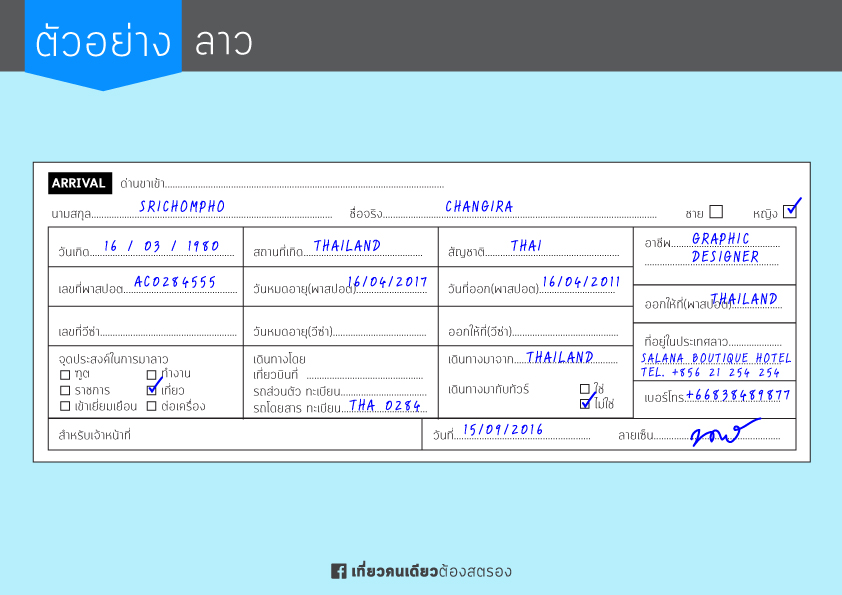 ตัวอย่าง ลาว
ARRIVAL ด่านขาเข้า
นามสกุล SRICHOMPHO ชื่อจริง CHANGIRA ชาย หญิง
วันเกิด 16 / 03 / 1980 สถานที่เกิด THAILAND สัญชาติ THAI อาชีพ GRAPHIC
DESIGNER
เลขที่พาสปอต AC0284555 วันหมดอายุ(พาสปอต) 16/04/2017 วันที่ออก(พาสปอต) 16/04/2011 ออกให้ที่(พาสปอต) THAILAND
เลขที่วีซ่า วันหมดอายุ(วีซ่า) ออกให้ที่(วีซ่า) ที่อยู่ในประเทศลาว
SALANA BOUTIQUE HOTEL
TEL. +856 21 254 254
จุดประสงค์ในการมาลาว เดินทางโดย เดินทางมาจาก THAILAND
ฑูต ทำงาน เที่ยวบินที่
ราชการ เที่ยว รถส่วนตัว ทะเบียน เดินทางมากับทัวร์ ใช่ เบอร์โทร +66838489877
เข้าเยี่ยมเยือน ต่อเครื่อง รถโดยสาร ทะเบียน THA 0284 ไม่ใช่
สำหรับเจ้าหน้าที่ วันที่ 15/09/2016 ลายเซ็น
เที่ยวคนเดียวต้องสตรอง